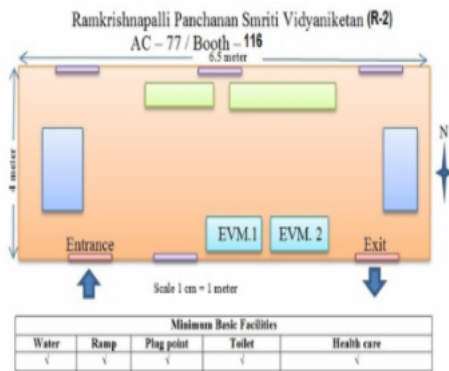 Ramkrishnapalli Panchanan Smriti Vidyaniketan (R-2)
AC – 77 / Booth – 116
6.5 meter
4 meter
N
EVM.1 EVM. 2
Entrance Exit
Scale 1 cm = 1 meter
Minimum Basic Facilities
Water Ramp Plug point Toilet Health care
√ √ √ √ √